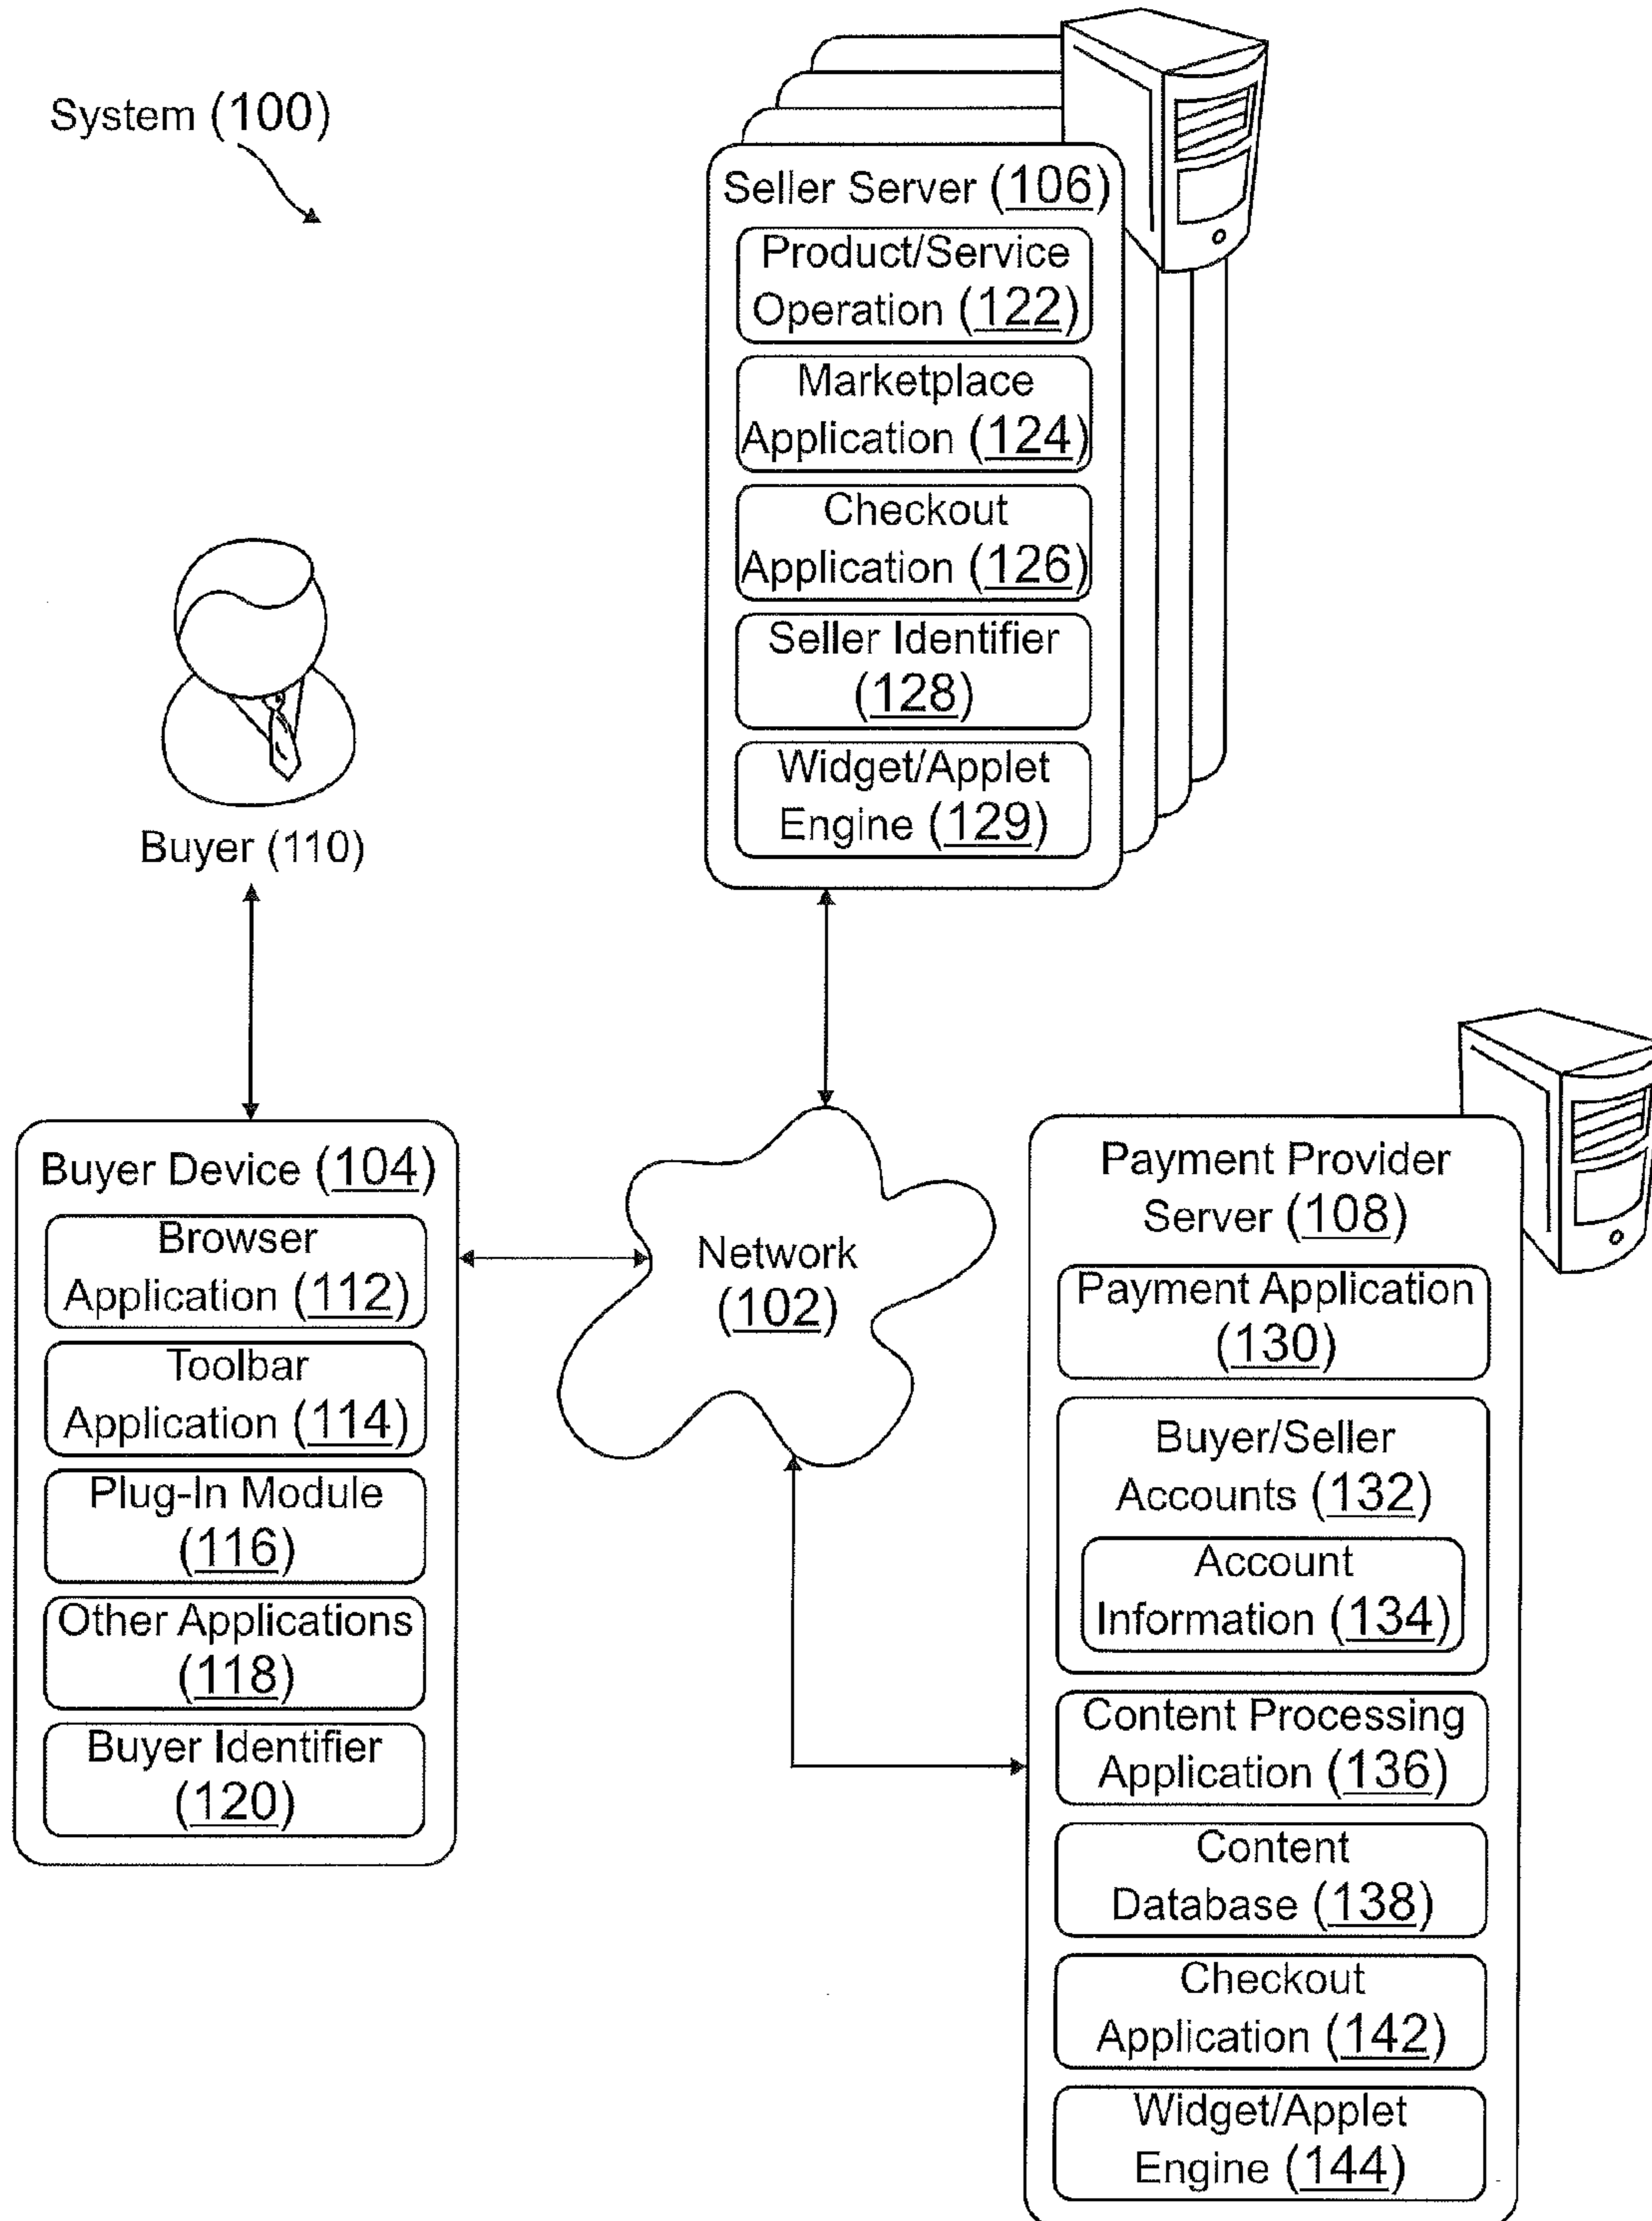 System (100)
Seller Server (106)
Product/Service
Operation (122)
Marketplace
Application (124)
Checkout
Application (126)
Seller Identifier
(128)
Widget/Applet
Engine (129)
Buyer (110)
Buyer Device (104)
Browser
Application (112)
Toolbar
Application (114)
Plug-In Module
(116)
Other Applications
(118)
Buyer Identifier
(120)
Network
(102)
Payment Provider
Server (108)
Payment Application
(130)
Buyer/Seller
Accounts (132)
Account
Information (134)
Content Processing
Application (136)
Content
Database (138)
Checkout
Application (142)
Widget/Applet
Engine (144)